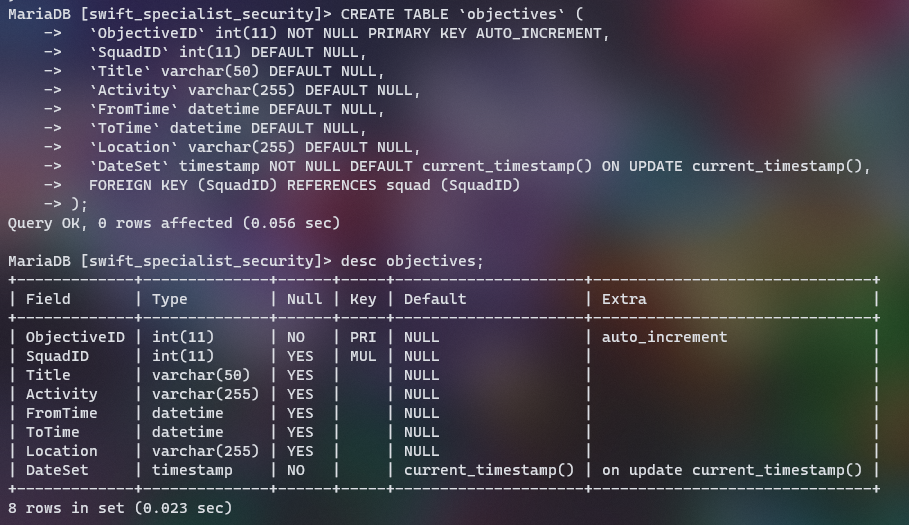 MariaDB [swift_specialist_security]> CREATE TABLE `objectives` (
    ->   `ObjectiveID` int(11) NOT NULL PRIMARY KEY AUTO_INCREMENT,
    ->   `SquadID` int(11) DEFAULT NULL,
    ->   `Title` varchar(50) DEFAULT NULL,
    ->   `Activity` varchar(255) DEFAULT NULL,
    ->   `FromTime` datetime DEFAULT NULL,
    ->   `ToTime` datetime DEFAULT NULL,
    ->   `Location` varchar(255) DEFAULT NULL,
    ->   `DateSet` timestamp NOT NULL DEFAULT current_timestamp() ON UPDATE current_timestamp(),
    ->   FOREIGN KEY (SquadID) REFERENCES squad (SquadID)
    -> );
Query OK, 0 rows affected (0.056 sec)

MariaDB [swift_specialist_security]> desc objectives;
+-------------+--------------+------+-----+---------------------+-------------------------------+
| Field       | Type         | Null | Key | Default             | Extra                         |
+-------------+--------------+------+-----+---------------------+-------------------------------+
| ObjectiveID | int(11)      | NO   | PRI | NULL                | auto_increment                |
| SquadID     | int(11)      | YES  | MUL | NULL                |                               |
| Title       | varchar(50)  | YES  |     | NULL                |                               |
| Activity    | varchar(255) | YES  |     | NULL                |                               |
| FromTime    | datetime     | YES  |     | NULL                |                               |
| ToTime      | datetime     | YES  |     | NULL                |                               |
| Location    | varchar(255) | YES  |     | NULL                |                               |
| DateSet     | timestamp    | NO   |     | current_timestamp() | on update current_timestamp() |
+-------------+--------------+------+-----+---------------------+-------------------------------+
8 rows in set (0.023 sec)